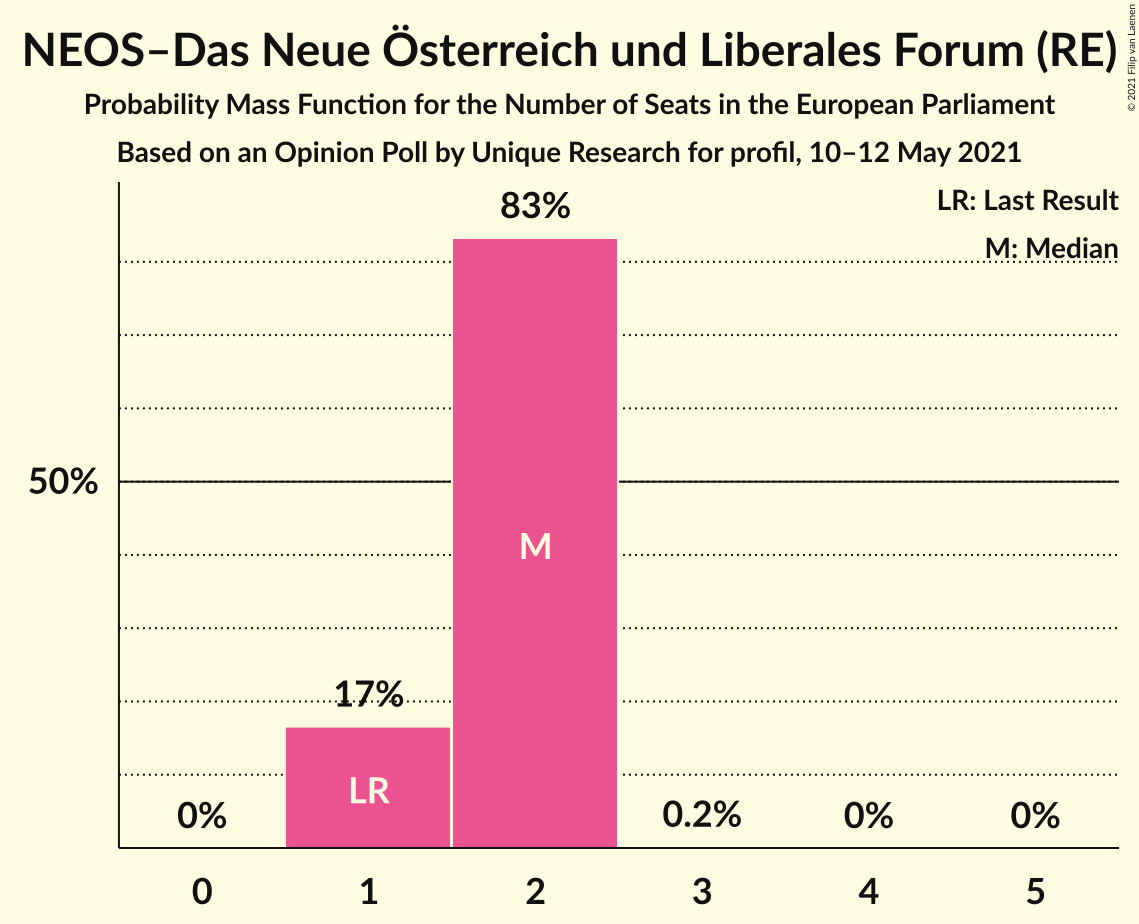 NEOS–Das Neue Österreich und Liberales Forum (RE)
Probability Mass Function for the Number of Seats in the European Parliament
Based on an Opinion Poll by Unique Research for profil, 10–12 May 2021
© 2021 Filip van Laenen
LR: Last Result
M: Median
83%
50%
M
17%
LR
0%
0.2%
0%
0%
0 1 2 3 4 5